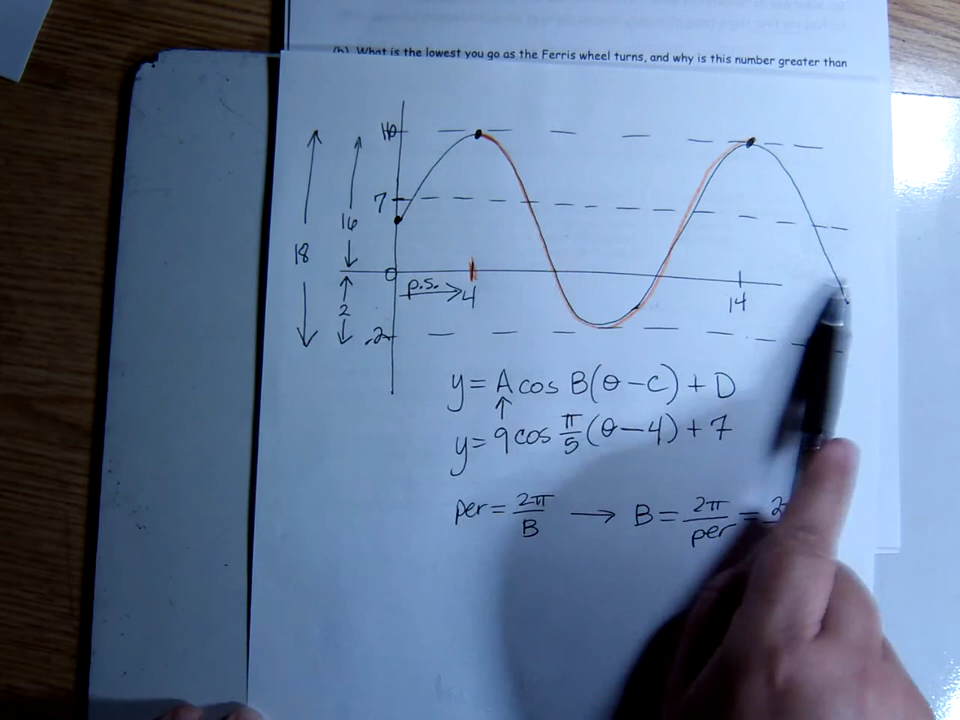 (b) What is the lowest you go as the Ferris wheel turns, and why is this number greater than
16
7
18
16
0
p.s.
4
14
2
-2
y = A cos B(θ - C) + D
y = 9 cos π/5 (θ - 4) + 7
per = 2π/B → B = 2π/per = 2